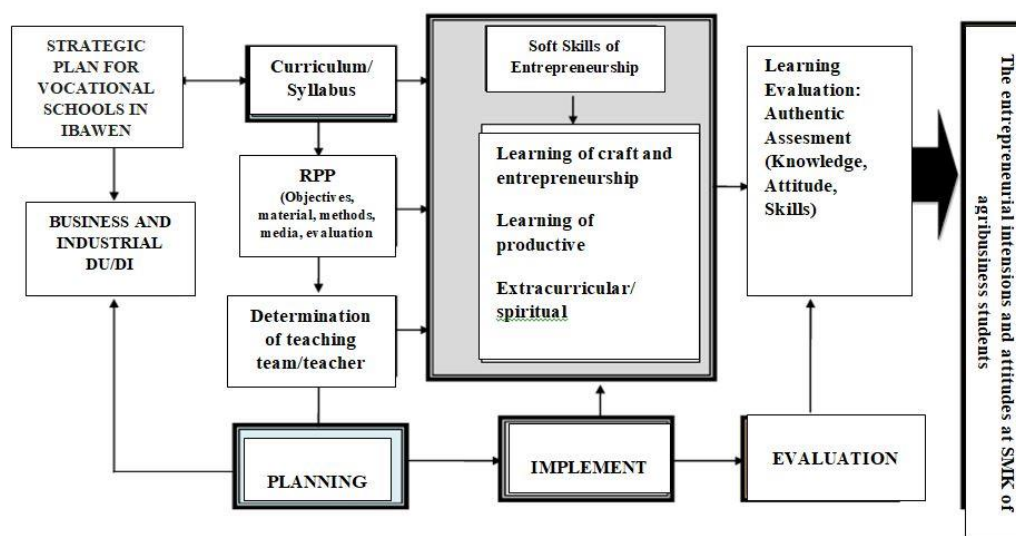 STRATEGIC
PLAN FOR
VOCATIONAL
SCHOOLS IN
IBAWEN
BUSINESS AND
INDUSTRIAL
DU/DI
Curriculum/
Syllabus
RPP
(Objectives,
material, methods,
media, evaluation
Determination
of teaching
team/teacher
PLANNING
Soft Skills of
Entrepreneurship
Learning of craft and
entrepreneurship
Learning of
productive
Extracurricular/
spiritual
IMPLEMENT
Learning
Evaluation:
Authentic
Assesment
(Knowledge,
Attitude,
Skills)
EVALUATION
The entrepreneurial intensions and attitudes at SMK of
agribusiness students